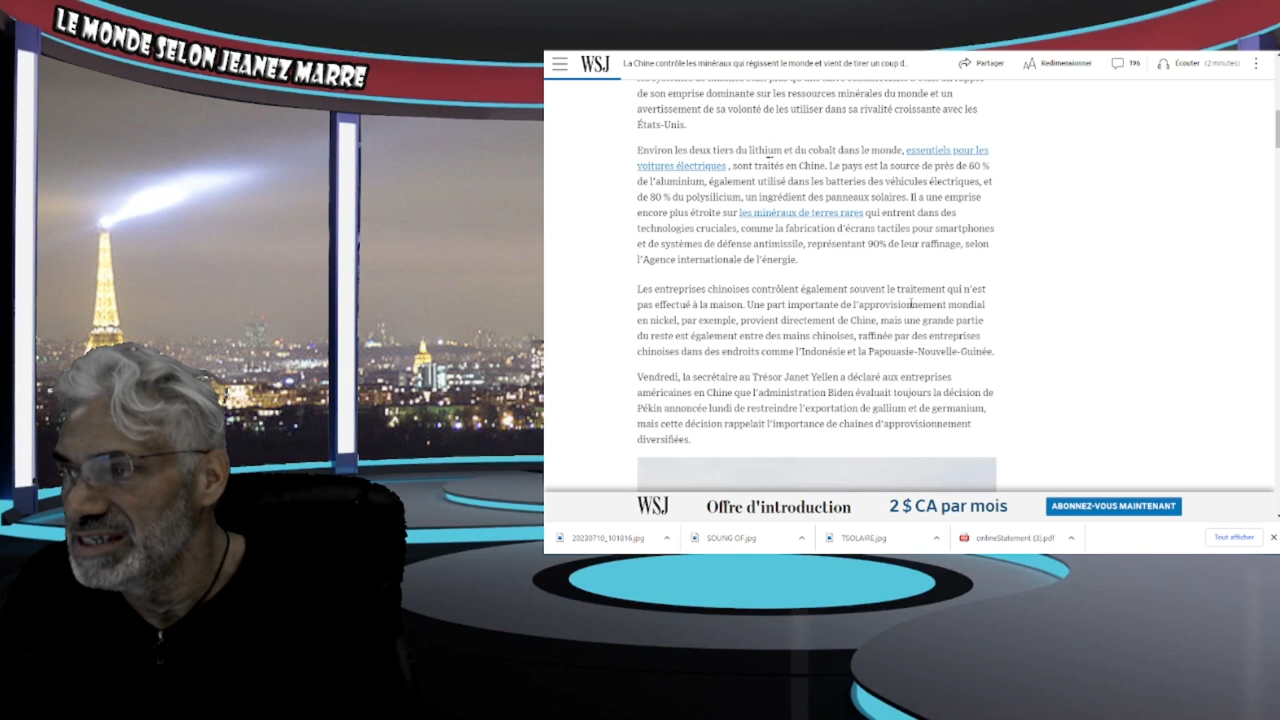 LE MONDE SELON JEANEZ MARRE
WSJ
La Chine contrôle les minéraux qui régissent le monde et vient de tirer un coup d...
Partager
Redimensionner
196
Écouter (2 minutes)
de son emprise dominante sur les ressources minérales du monde et un
avertissement de sa volonté de les utiliser dans sa rivalité croissante avec les
États-Unis.
Environ les deux tiers du lithium et du cobalt dans le monde, essentiels pour les
voitures électriques , sont traités en Chine. Le pays est la source de près de 60 %
de l'aluminium, également utilisé dans les batteries des véhicules électriques, et
de 80 % du polysilicium, un ingrédient des panneaux solaires. Il a une emprise
encore plus étroite sur les minéraux de terres rares qui entrent dans des
technologies cruciales, comme la fabrication d'écrans tactiles pour smartphones
et de systèmes de défense antimissile, représentant 90% de leur raffinage, selon
l'Agence internationale de l'énergie.
Les entreprises chinoises contrôlent également souvent le traitement qui n'est
pas effectué à la maison. Une part importante de l'approvisionnement mondial
en nickel, par exemple, provient directement de Chine, mais une grande partie
du reste est également entre des mains chinoises, raffinée par des entreprises
chinoises dans des endroits comme l'Indonésie et la Papouasie-Nouvelle-Guinée.
Vendredi, la secrétaire au Trésor Janet Yellen a déclaré aux entreprises
américaines en Chine que l'administration Biden évaluait toujours la décision de
Pékin annoncée lundi de restreindre l'exportation de gallium et de germanium,
mais cette décision rappelait l'importance de chaînes d'approvisionnement
diversifiées.
WSJ
Offre d'introduction
2 $ CA par mois
ABONNEZ-VOUS MAINTENANT
20230710_101816.jpg
SOUNG OF.jpg
TSOLAIRE.jpg
onlineStatement (3).pdf
Tout afficher